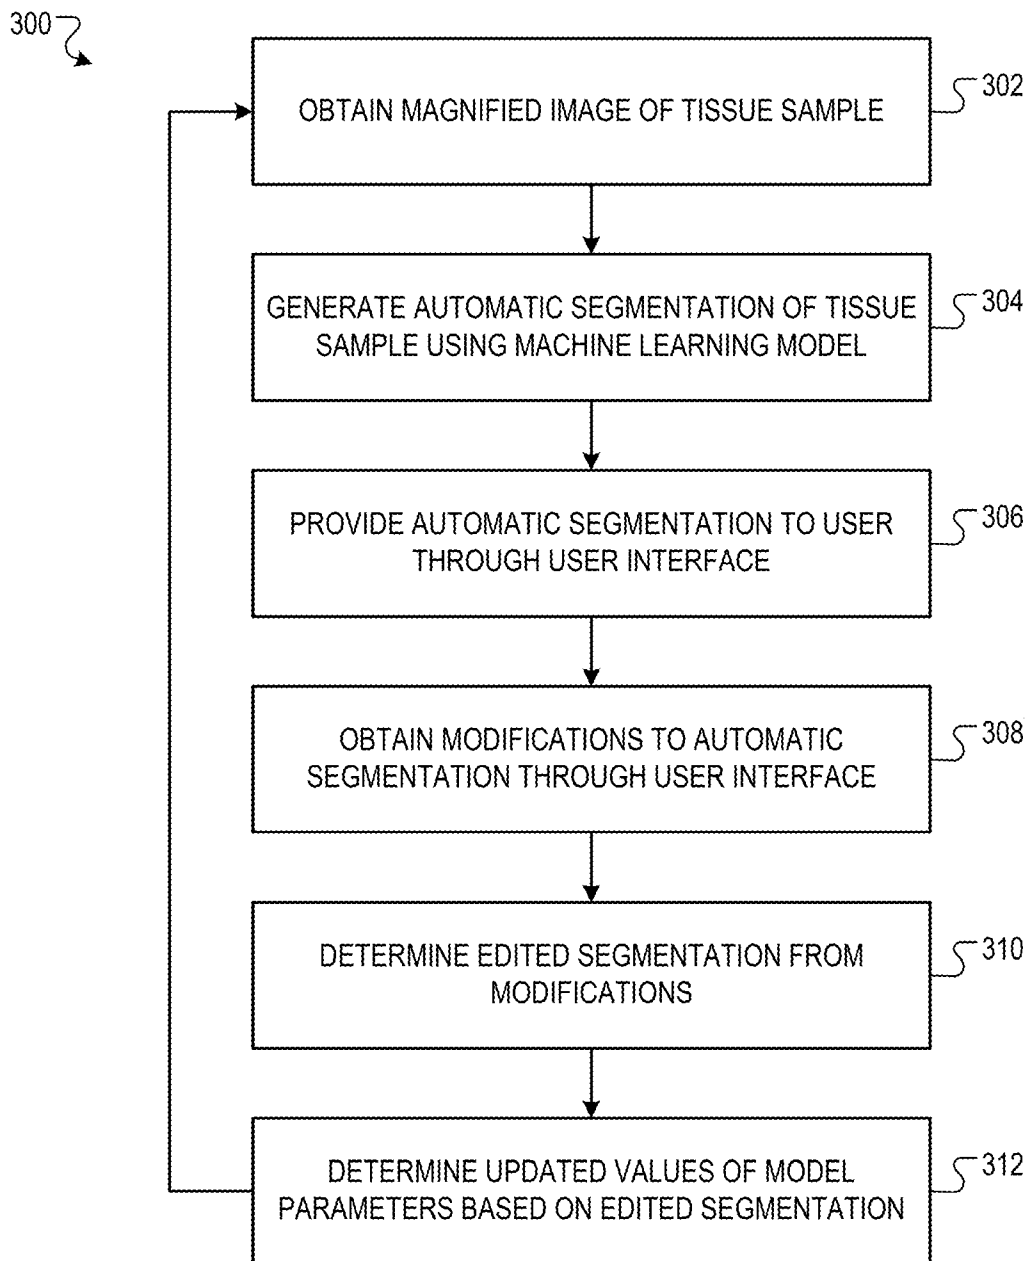 300
OBTAIN MAGNIFIED IMAGE OF TISSUE SAMPLE
302
GENERATE AUTOMATIC SEGMENTATION OF TISSUE
SAMPLE USING MACHINE LEARNING MODEL
304
PROVIDE AUTOMATIC SEGMENTATION TO USER
THROUGH USER INTERFACE
306
OBTAIN MODIFICATIONS TO AUTOMATIC
SEGMENTATION THROUGH USER INTERFACE
308
DETERMINE EDITED SEGMENTATION FROM
MODIFICATIONS
310
DETERMINE UPDATED VALUES OF MODEL
PARAMETERS BASED ON EDITED SEGMENTATION
312